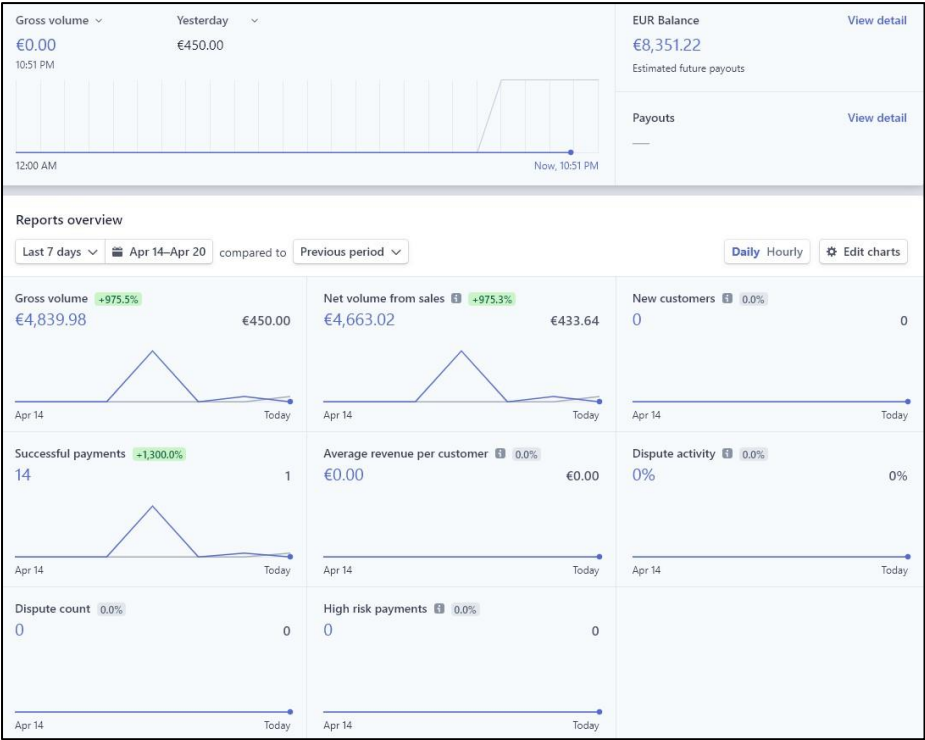 Gross volume
Yesterday
€0.00
€450.00
10:51 PM
12:00 AM
Now, 10:51 PM
EUR Balance
View detail
€8,351.22
Estimated future payouts
Payouts
View detail
—
Reports overview
Last 7 days
Apr 14–Apr 20
compared to
Previous period
Daily Hourly
Edit charts
Gross volume +975.5%
€4,839.98
€450.00
Apr 14
Today
Net volume from sales +975.3%
€4,663.02
€433.64
Apr 14
Today
New customers 0.0%
0
0
Apr 14
Today
Successful payments +1,300.0%
14
1
Apr 14
Today
Average revenue per customer 0.0%
€0.00
€0.00
Apr 14
Today
Dispute activity 0.0%
0%
0%
Apr 14
Today
Dispute count 0.0%
0
0
Apr 14
Today
High risk payments 0.0%
0
0
Apr 14
Today